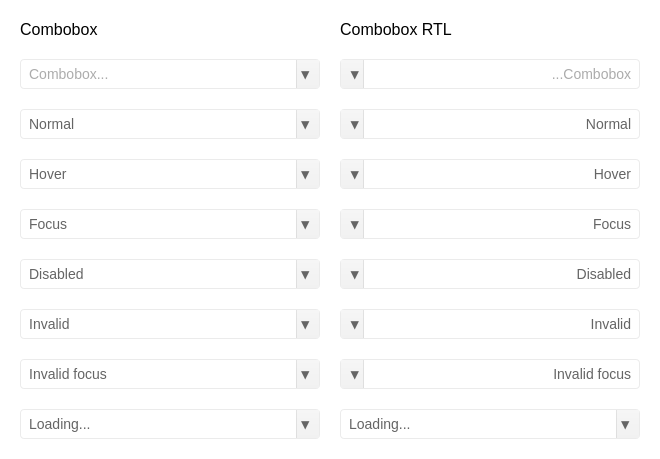 Combobox
Combobox...
Normal
Hover
Focus
Disabled
Invalid
Invalid focus
Loading...
Combobox RTL
...Combobox
Normal
Hover
Focus
Disabled
Invalid
Invalid focus
Loading...